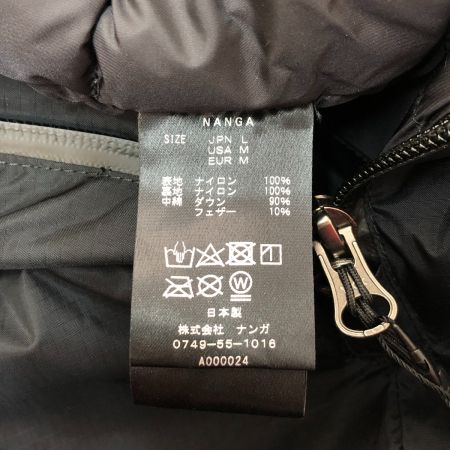 NANGA
SIZE JPN L
USA M
EUR M
表地 ナイロン 100%
裏地 ナイロン 100%
中綿 ダウン 90%
フェザー 10%
W
日本製
株式会社 ナンガ
0749-55-1016
A000024